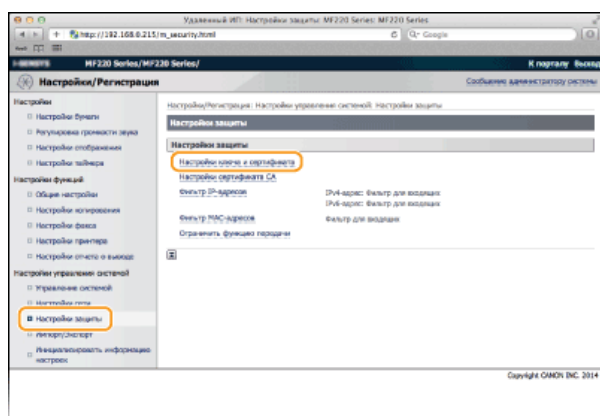 Удаленный ИП: Настройки защиты: MF220 Series: MF220 Series
http://192.168.0.215/m_security.html
Google
i-SENSYS
MF220 Series/MF220 Series/
К порталу
Выход
Настройки/Регистрация
Сообщение администратору системы
Настройки
Настройки бумаги
Регулировка громкости звука
Настройки отображения
Настройки таймера
Настройки функций
Общие настройки
Настройки копирования
Настройки факса
Настройки принтера
Настройки отчета о выводе
Настройки управления системой
Управление системой
Настройки сети
Настройки защиты
Импорт/Экспорт
Инициализировать информацию
настроек
Настройки/Регистрация: Настройки управления системой: Настройки защиты
Настройки защиты
Настройки защиты
Настройки ключа и сертификата
Настройки сертификата CA
Фильтр IP-адресов
IPv4-адрес: Фильтр для входящих
IPv6-адрес: Фильтр для входящих
Фильтр MAC-адресов
Фильтр для входящих
Ограничить функцию передачи
Copyright CANON INC. 2014